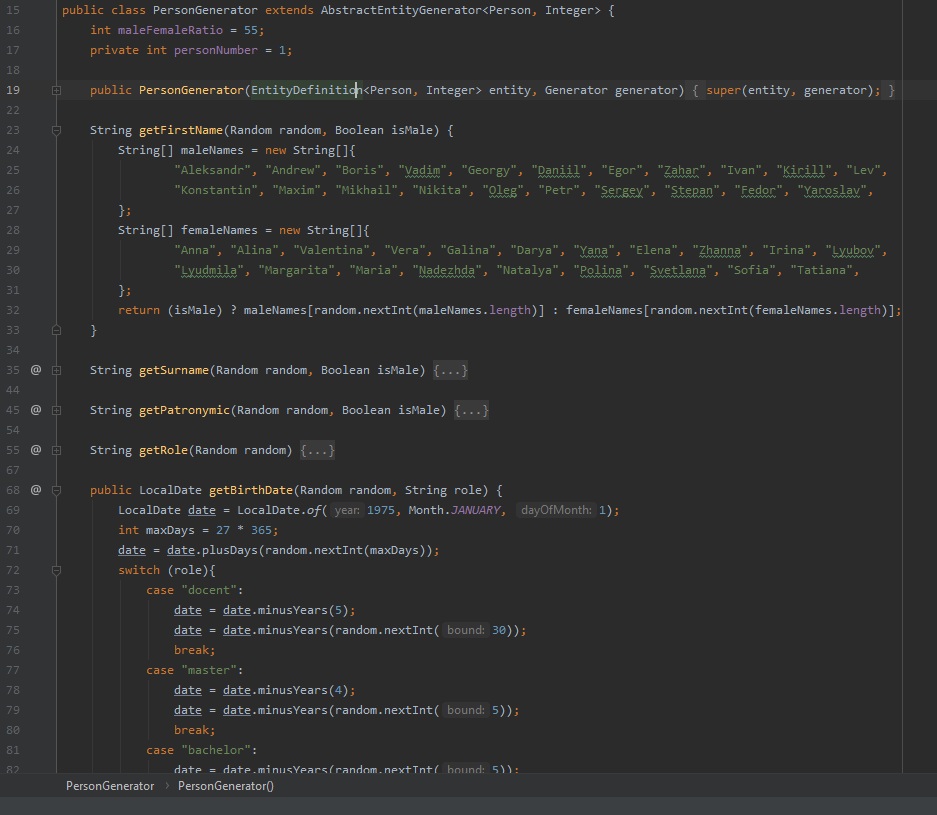 15 public class PersonGenerator extends AbstractEntityGenerator<Person, Integer> {
16 int maleFemaleRatio = 55;
17 private int personNumber = 1;
18
19 public PersonGenerator(EntityDefinition<Person, Integer> entity, Generator generator) { super(entity, generator); }
22
23 String getFirstName(Random random, Boolean isMale) {
24 String[] maleNames = new String[]{
25 "Aleksandr", "Andrew", "Boris", "Vadim", "Georgy", "Daniil", "Egor", "Zahar", "Ivan", "Kirill", "Lev",
26 "Konstantin", "Maxim", "Mikhail", "Nikita", "Oleg", "Petr", "Sergey", "Stepan", "Fedor", "Yaroslav",
27 };
28 String[] femaleNames = new String[]{
29 "Anna", "Alina", "Valentina", "Vera", "Galina", "Darya", "Yana", "Elena", "Zhanna", "Irina", "Lyubov",
30 "Lyudmila", "Margarita", "Maria", "Nadezhda", "Natalya", "Polina", "Svetlana", "Sofia", "Tatiana",
31 };
32 return (isMale) ? maleNames[random.nextInt(maleNames.length)] : femaleNames[random.nextInt(femaleNames.length)];
33 }
34
35 @ String getSurname(Random random, Boolean isMale) {...}
44
45 @ String getPatronymic(Random random, Boolean isMale) {...}
54
55 @ String getRole(Random random) {...}
67
68 @ public LocalDate getBirthDate(Random random, String role) {
69 LocalDate date = LocalDate.of( year: 1975, Month.JANUARY, dayOfMonth: 1);
70 int maxDays = 27 * 365;
71 date = date.plusDays(random.nextInt(maxDays));
72 switch (role){
73 case "docent":
74 date = date.minusYears(5);
75 date = date.minusYears(random.nextInt( bound: 30));
76 break;
77 case "master":
78 date = date.minusYears(4);
79 date = date.minusYears(random.nextInt( bound: 5));
80 break;
81 case "bachelor":
82 date = date.minusYears(random.nextInt( bound: 5));
PersonGenerator › PersonGenerator()